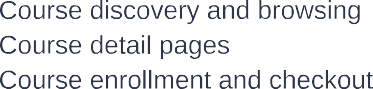 Course discovery and browsing
Course detail pages
Course enrollment and checkout